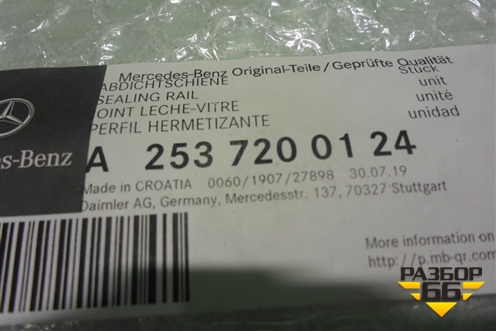 Mercedes-Benz Original-Teile / Geprüfte Qualität
ABDICHTSCHIENE Stück
SEALING RAIL unit
JOINT LECHE-VITRE unité
PERFIL HERMETIZANTE unidad
A 253 720 01 24
Made in CROATIA 0060/1907/27898 30.07.19
Daimler AG, Germany, Mercedesstr. 137, 70327 Stuttgart
des-Benz
More information on
http://p.mb-qr.com
РАЗБОР
66